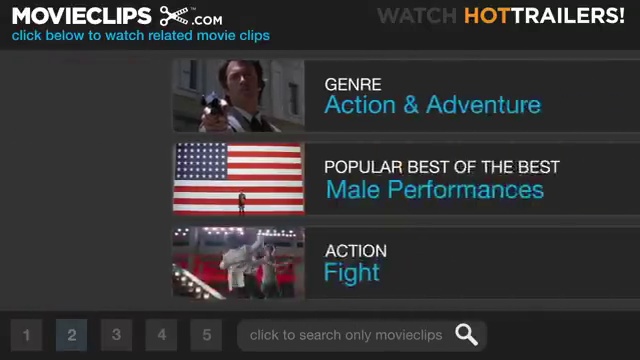 MOVIECLIPS .COM
WATCH HOTTRAILERS!
click below to watch related movie clips
GENRE
Action & Adventure
POPULAR BEST OF THE BEST
Male Performances
ACTION
Fight
1 2 3 4 5
click to search only movieclips